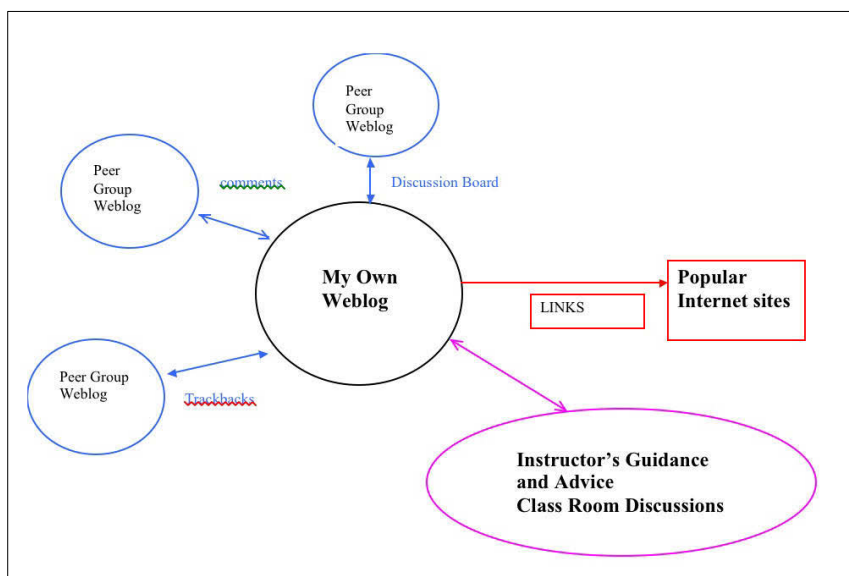 Peer
Group
Weblog
Peer
Group
Weblog
comments
Discussion Board
My Own
Weblog
Popular
Internet sites
LINKS
Peer Group
Weblog
Trackbacks
Instructor’s Guidance
and Advice
Class Room Discussions